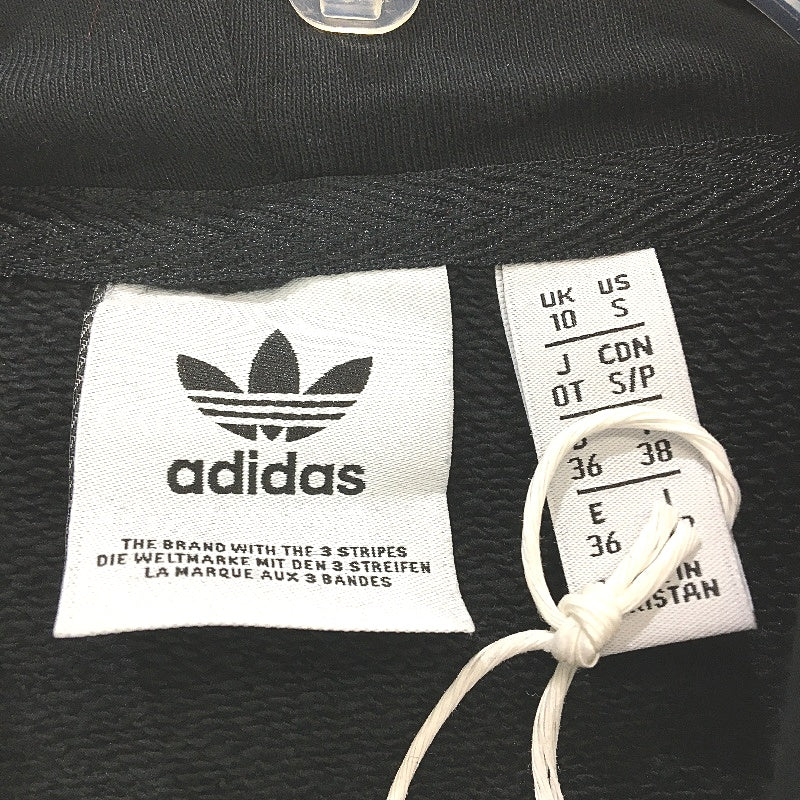 adidas
THE BRAND WITH THE 3 STRIPES
DIE WELTMARKE MIT DEN 3 STREIFEN
LA MARQUE AUX 3 BANDES
UK US
10 S
J CDN
OT S/P
36 38
E
36
IN